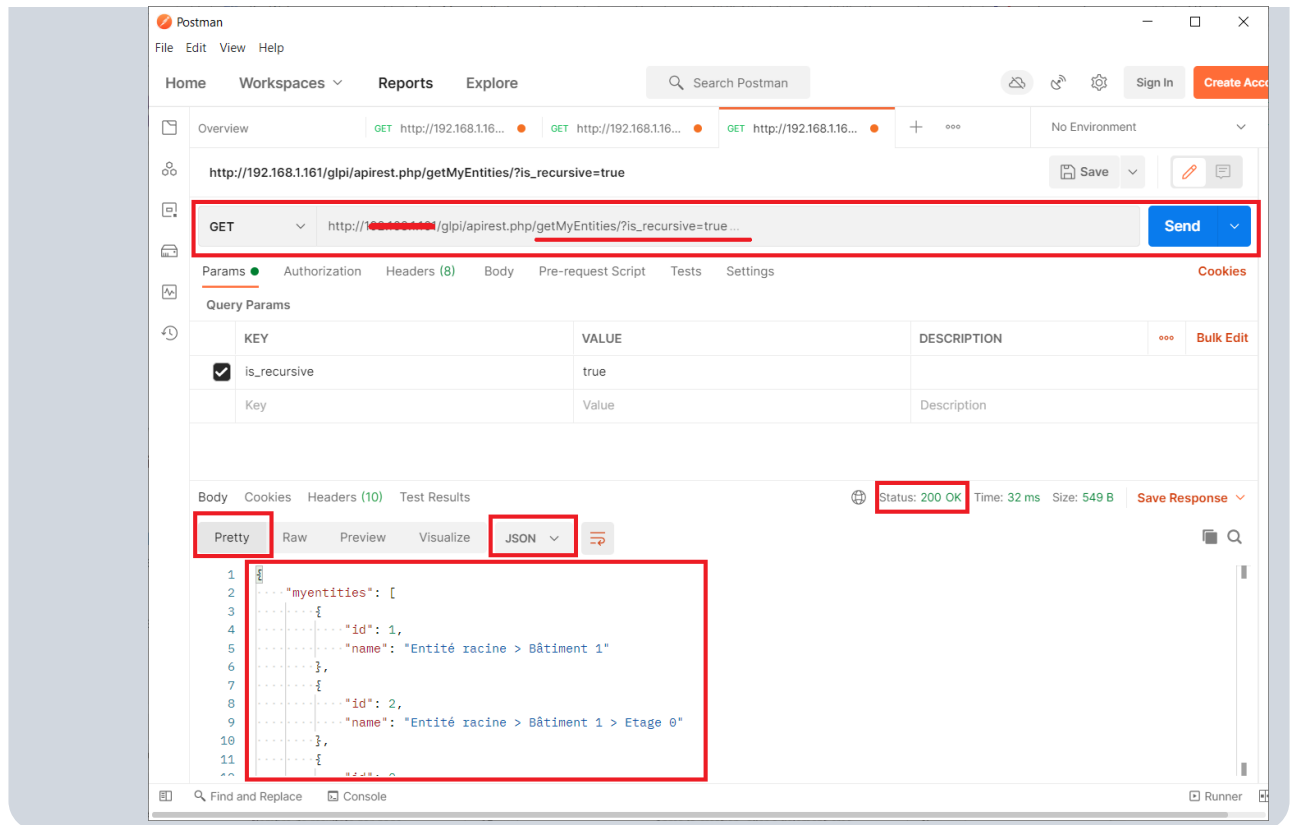 Postman
File Edit View Help
Home Workspaces Reports Explore Search Postman Sign In Create Acc
Overview GET http://192.168.1.16... GET http://192.168.1.16... GET http://192.168.1.16... No Environment
http://192.168.1.161/glpi/apirest.php/getMyEntities/?is_recursive=true Save
GET http://1 /glpi/apirest.php/getMyEntities/?is_recursive=true ... Send
Params Authorization Headers (8) Body Pre-request Script Tests Settings Cookies
Query Params
KEY VALUE DESCRIPTION Bulk Edit
is_recursive true
Key Value Description
Body Cookies Headers (10) Test Results Status: 200 OK Time: 32 ms Size: 549 B Save Response
Pretty Raw Preview Visualize JSON
1 {
2 "myentities": [
3 {
4 "id": 1,
5 "name": "Entité racine > Bâtiment 1"
6 },
7 {
8 "id": 2,
9 "name": "Entité racine > Bâtiment 1 > Etage 0"
10 },
11 {
Find and Replace Console Runner